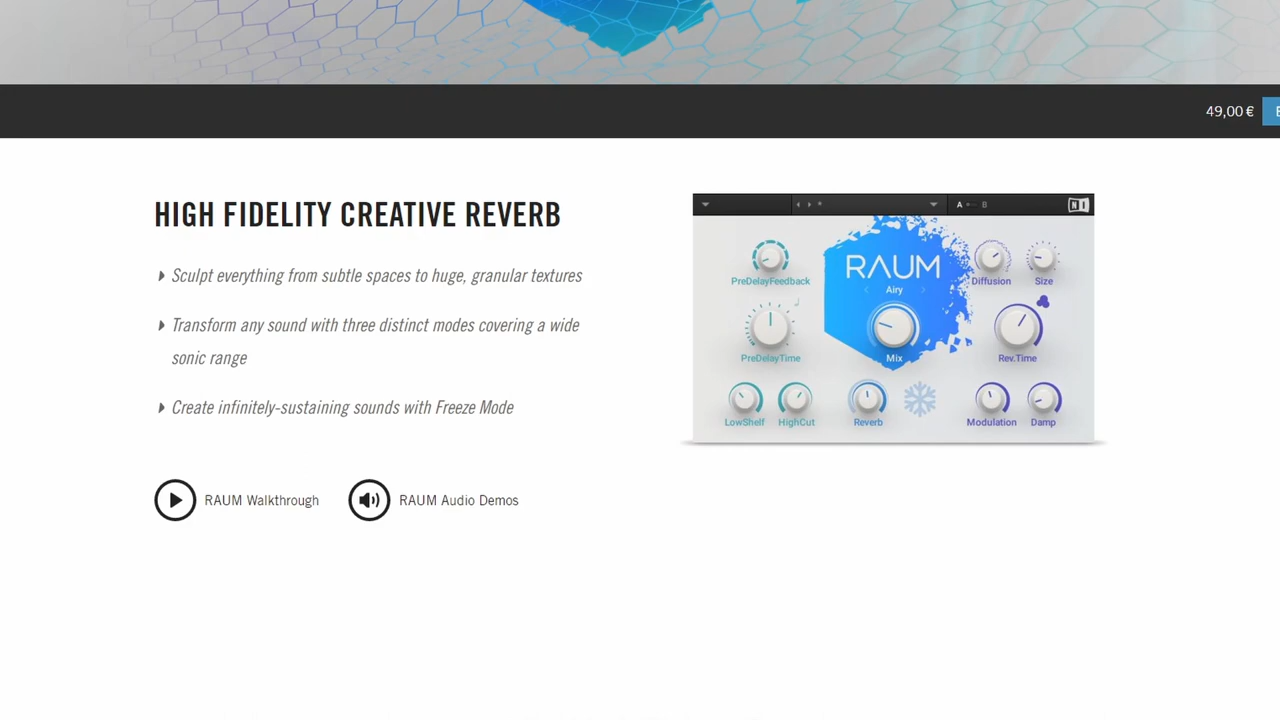 49,00 €
HIGH FIDELITY CREATIVE REVERB
Sculpt everything from subtle spaces to huge, granular textures
Transform any sound with three distinct modes covering a wide
sonic range
Create infinitely-sustaining sounds with Freeze Mode
RAUM Walkthrough
RAUM Audio Demos
A B
NI
RAUM
Airy
PreDelayFeedback
Diffusion
Size
PreDelayTime
Mix
Rev.Time
LowShelf
HighCut
Reverb
Modulation
Damp